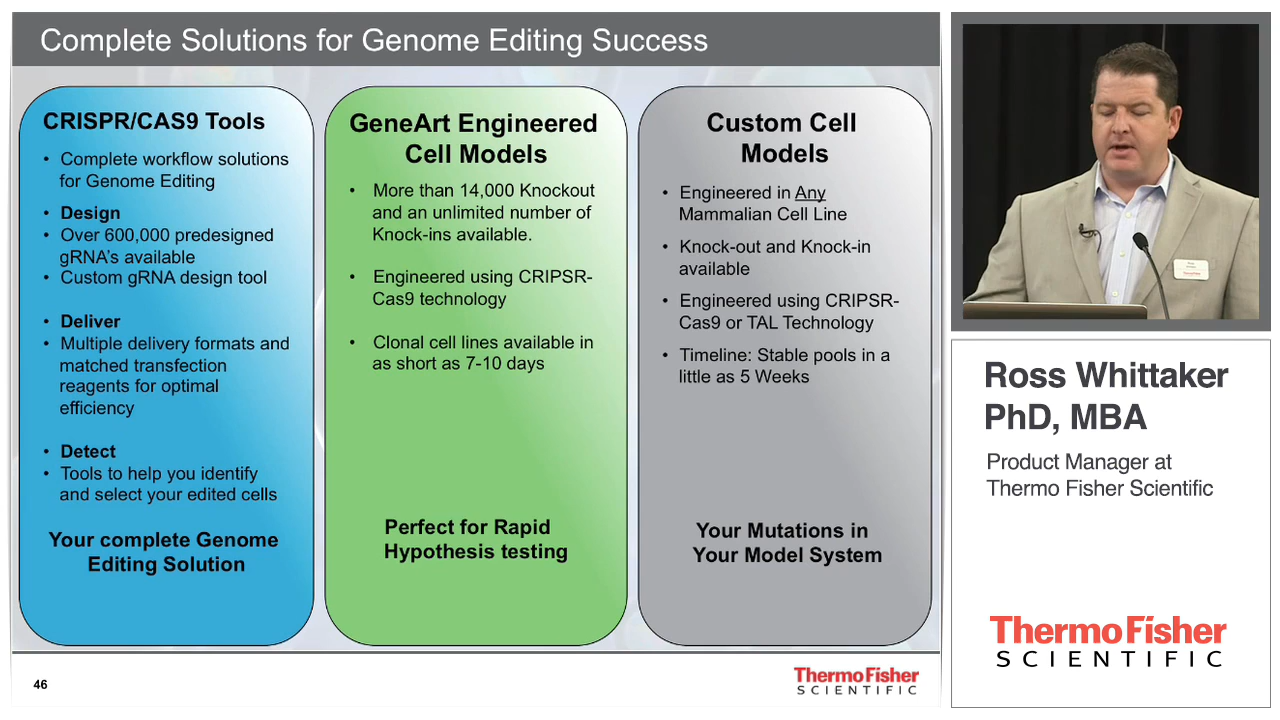 Complete Solutions for Genome Editing Success
CRISPR/CAS9 Tools
• Complete workflow solutions
for Genome Editing
• Design
• Over 600,000 predesigned
gRNA's available
• Custom gRNA design tool
• Deliver
• Multiple delivery formats and
matched transfection
reagents for optimal
efficiency
• Detect
• Tools to help you identify
and select your edited cells
Your complete Genome
Editing Solution
GeneArt Engineered
Cell Models
• More than 14,000 Knockout
and an unlimited number of
Knock-ins available.
• Engineered using CRIPSR-
Cas9 technology
• Clonal cell lines available in
as short as 7-10 days
Perfect for Rapid
Hypothesis testing
Custom Cell
Models
• Engineered in Any
Mammalian Cell Line
• Knock-out and Knock-in
available
• Engineered using CRIPSR-
Cas9 or TAL Technology
• Timeline: Stable pools in a
little as 5 Weeks
Your Mutations in
Your Model System
46
ThermoFisher
SCIENTIFIC
Ross Whittaker
PhD, MBA
Product Manager at
Thermo Fisher Scientific
ThermoFisher
SCIENTIFIC